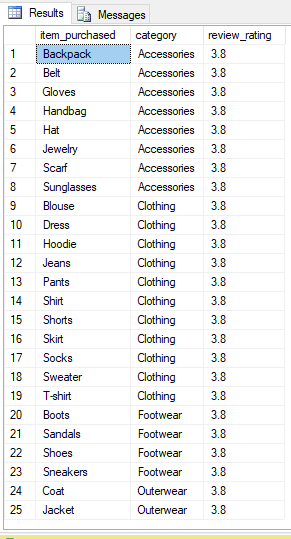 Results Messages
item_purchased category review_rating
1 Backpack Accessories 3.8
2 Belt Accessories 3.8
3 Gloves Accessories 3.8
4 Handbag Accessories 3.8
5 Hat Accessories 3.8
6 Jewelry Accessories 3.8
7 Scarf Accessories 3.8
8 Sunglasses Accessories 3.8
9 Blouse Clothing 3.8
10 Dress Clothing 3.8
11 Hoodie Clothing 3.8
12 Jeans Clothing 3.8
13 Pants Clothing 3.8
14 Shirt Clothing 3.8
15 Shorts Clothing 3.8
16 Skirt Clothing 3.8
17 Socks Clothing 3.8
18 Sweater Clothing 3.8
19 T-shirt Clothing 3.8
20 Boots Footwear 3.8
21 Sandals Footwear 3.8
22 Shoes Footwear 3.8
23 Sneakers Footwear 3.8
24 Coat Outerwear 3.8
25 Jacket Outerwear 3.8